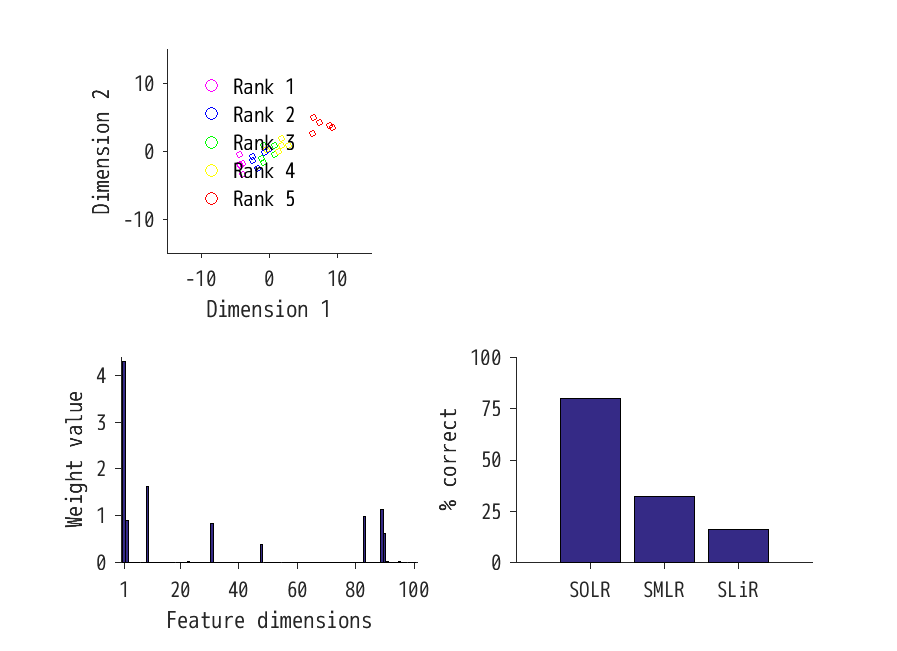 10
0
-10
Dimension 2
Rank 1
Rank 2
Rank 3
Rank 4
Rank 5
-10 0 10
Dimension 1
4
3
2
1
0
Weight value
1 20 40 60 80 100
Feature dimensions
100
75
50
25
0
% correct
SOLR SMLR SLiR